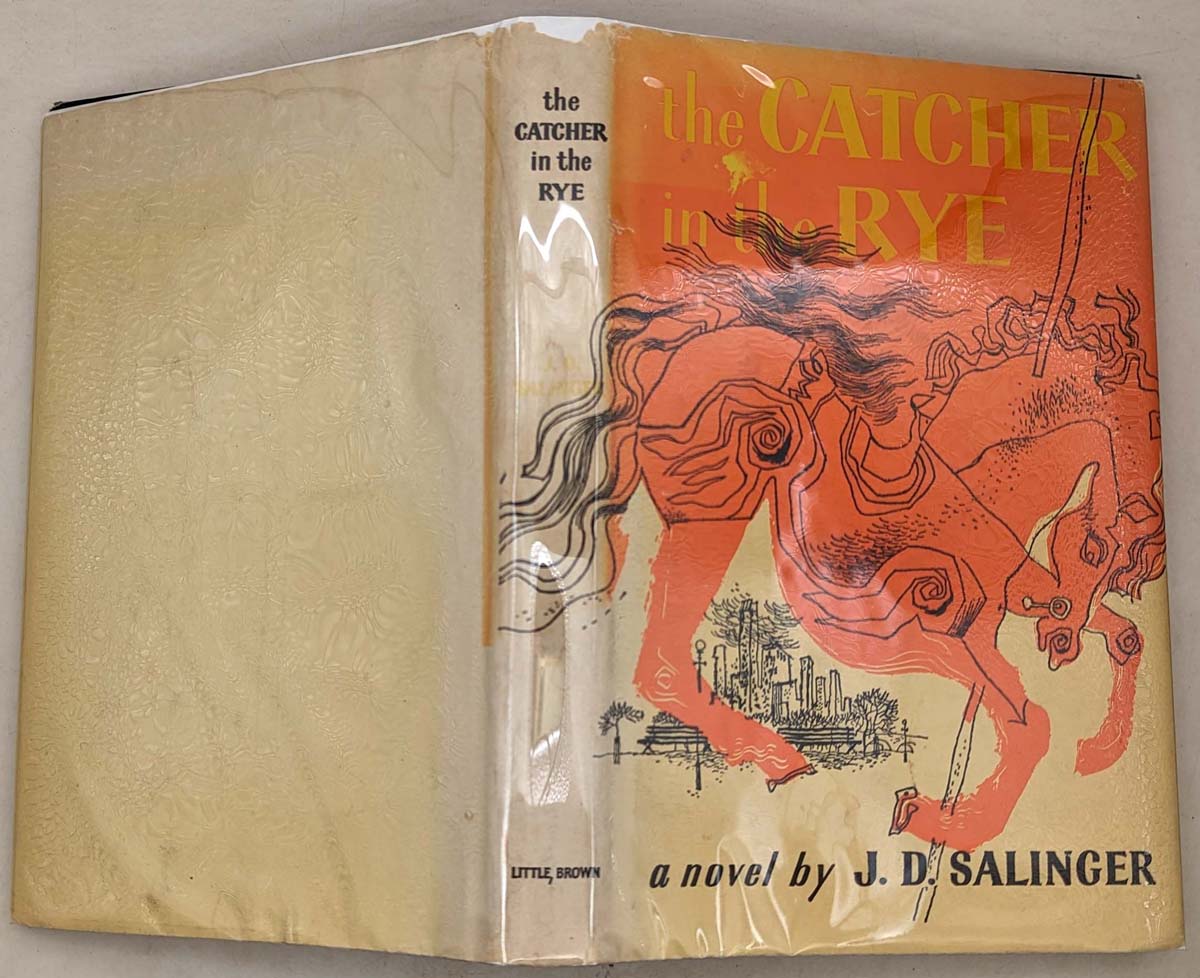 the
CATCHER
in the
RYE
LITTLE, BROWN
the CATCHER
in the RYE
a novel by J. D. SALINGER